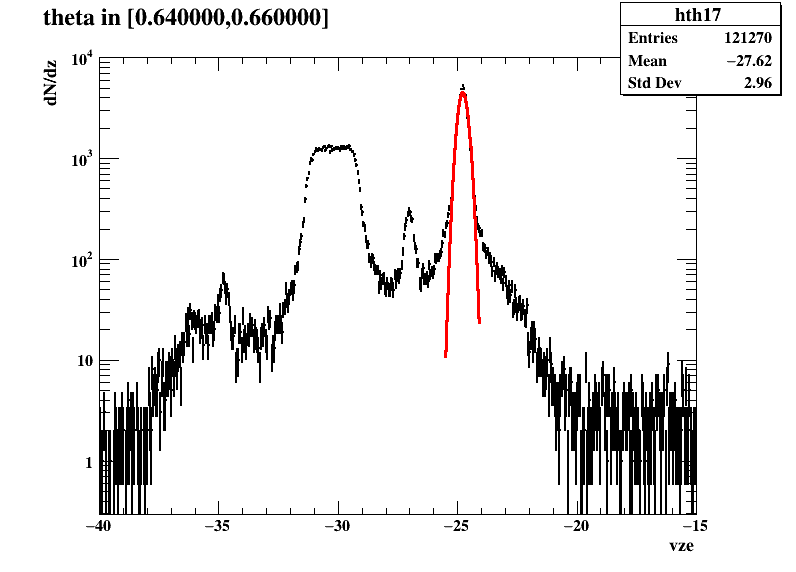 theta in [0.640000,0.660000]
hth17
Entries 121270
Mean −27.62
Std Dev 2.96
dN/dz
10^4
10^3
10^2
10
1
−40 −35 −30 −25 −20 −15
vze